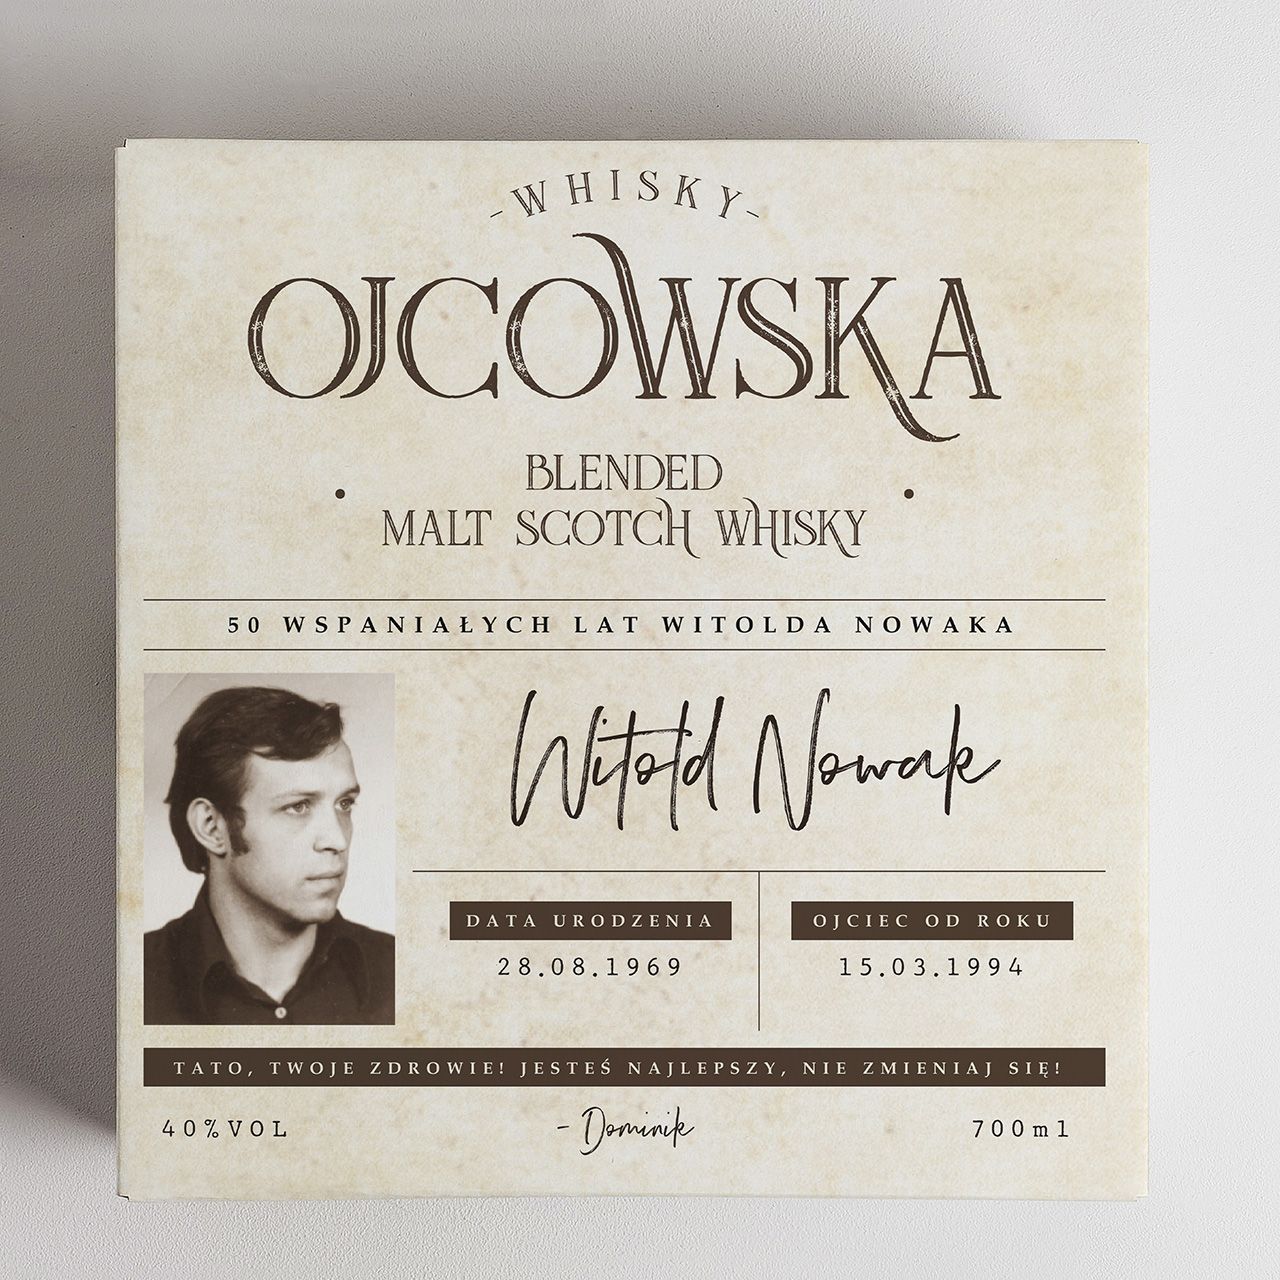 -WHISKY-
OJCOWSKA
BLENDED
• MALT SCOTCH WHISKY •
50 WSPANIAŁYCH LAT WITOLDA NOWAKA
Witold Nowak
DATA URODZENIA
28.08.1969
OJCIEC OD ROKU
15.03.1994
TATO, TWOJE ZDROWIE! JESTEŚ NAJLEPSZY, NIE ZMIENIAJ SIĘ!
40%VOL
- Dominik
700ml